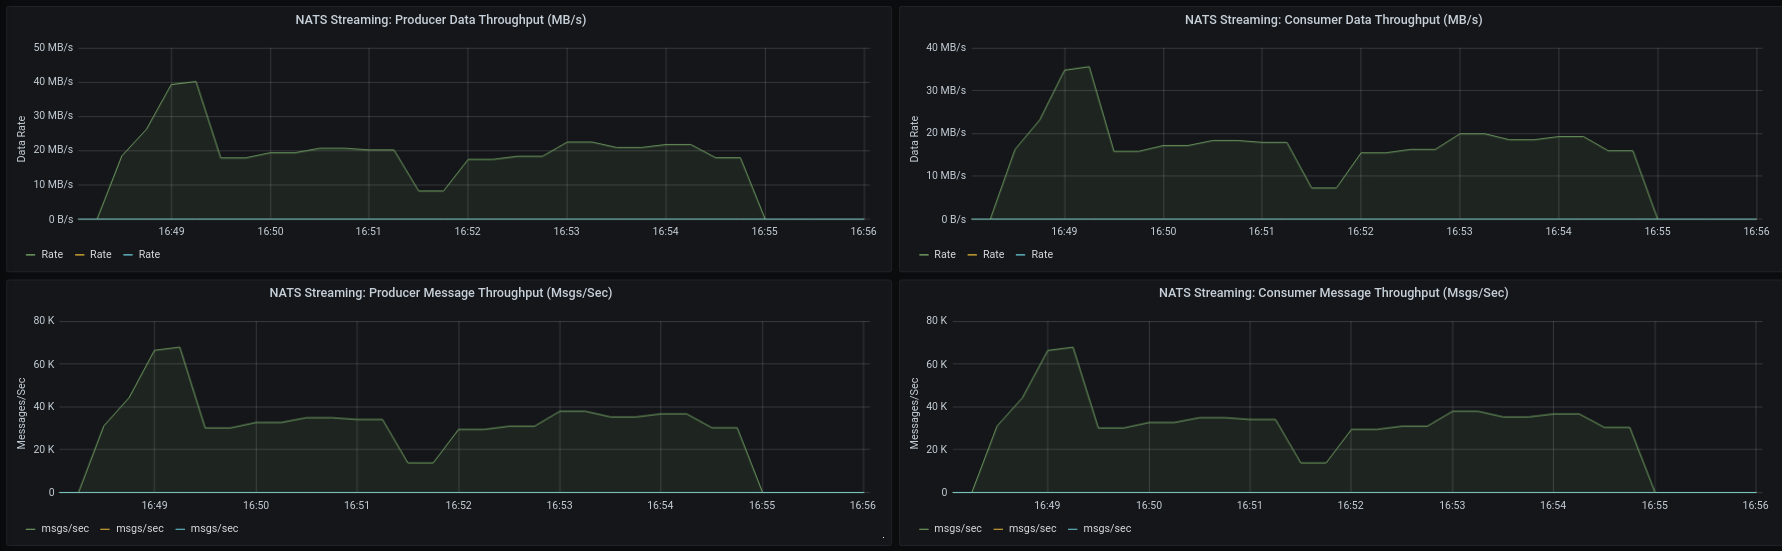 NATS Streaming: Producer Data Throughput (MB/s)
50 MB/s
40 MB/s
30 MB/s
20 MB/s
10 MB/s
0 B/s
Data Rate
16:49 16:50 16:51 16:52 16:53 16:54 16:55 16:56
Rate Rate Rate
NATS Streaming: Consumer Data Throughput (MB/s)
40 MB/s
30 MB/s
20 MB/s
10 MB/s
0 B/s
Data Rate
16:49 16:50 16:51 16:52 16:53 16:54 16:55 16:56
Rate Rate Rate
NATS Streaming: Producer Message Throughput (Msgs/Sec)
80 K
60 K
40 K
20 K
0
Messages/Sec
16:49 16:50 16:51 16:52 16:53 16:54 16:55 16:56
msgs/sec msgs/sec msgs/sec
NATS Streaming: Consumer Message Throughput (Msgs/Sec)
80 K
60 K
40 K
20 K
0
Messages/Sec
16:49 16:50 16:51 16:52 16:53 16:54 16:55 16:56
msgs/sec msgs/sec msgs/sec